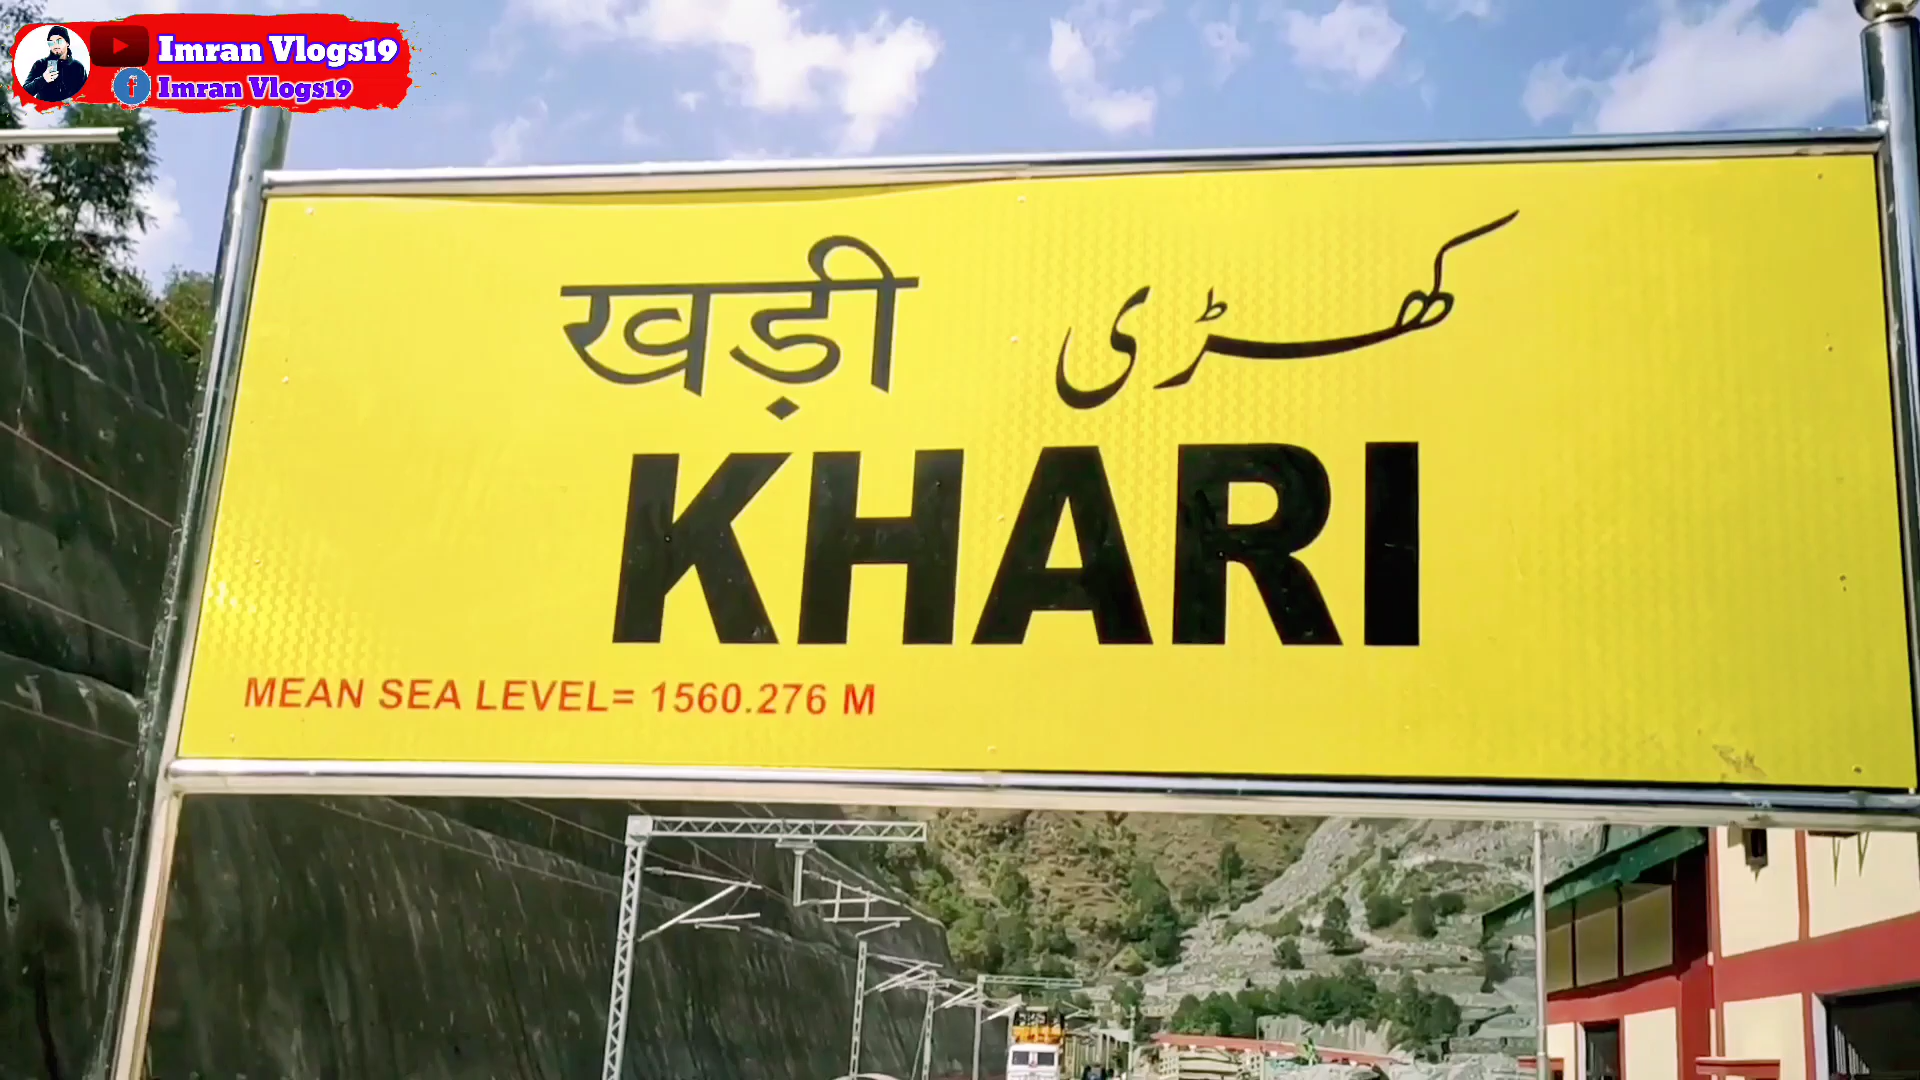 Imran Vlogs19
Imran Vlogs19
खड़ी کھڑی
KHARI
MEAN SEA LEVEL= 1560.276 M